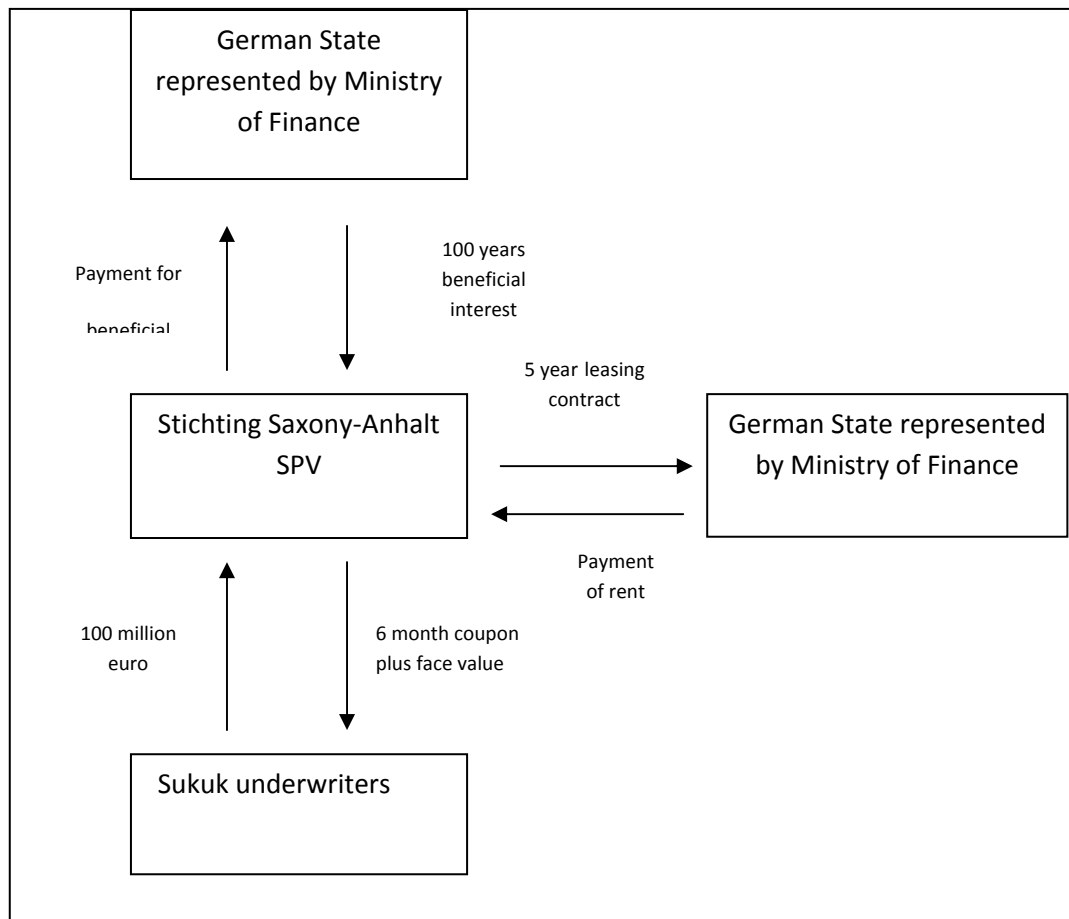 German State
represented by Ministry
of Finance
Payment for
beneficial
100 years
beneficial
interest
5 year leasing
contract
Stichting Saxony-Anhalt
SPV
German State represented
by Ministry of Finance
Payment
of rent
100 million
euro
6 month coupon
plus face value
Sukuk underwriters